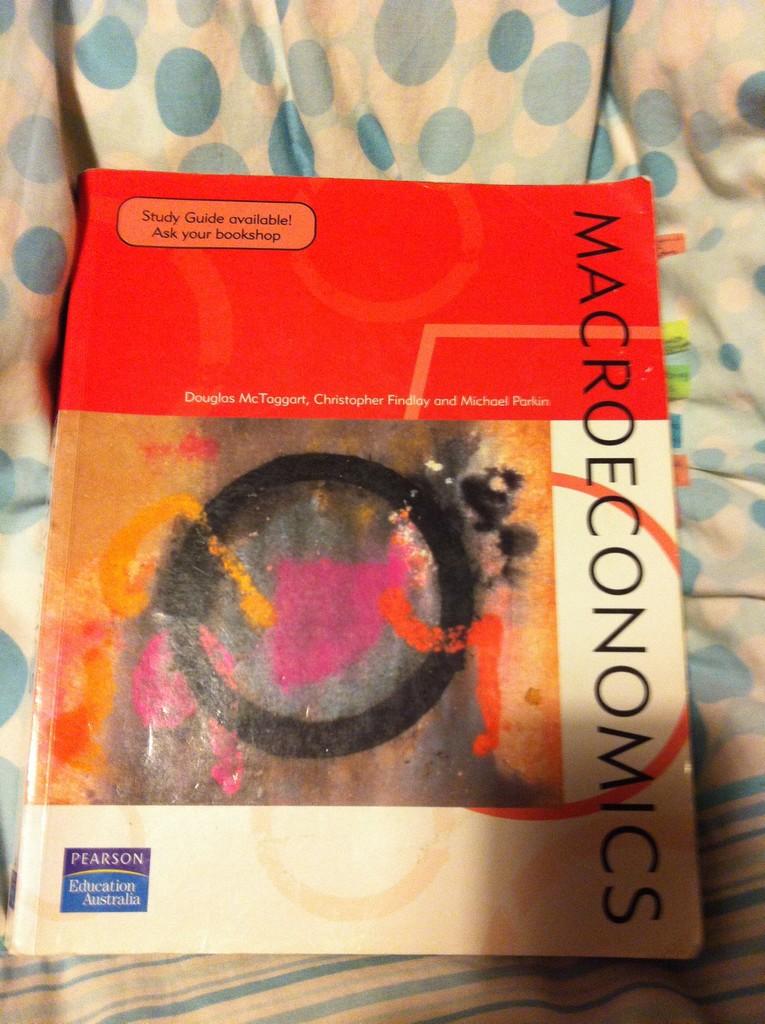 Study Guide available!
Ask your bookshop
MACROECONOMICS
Douglas McTaggart, Christopher Findlay and Michael Parkin
PEARSON
Education
Australia